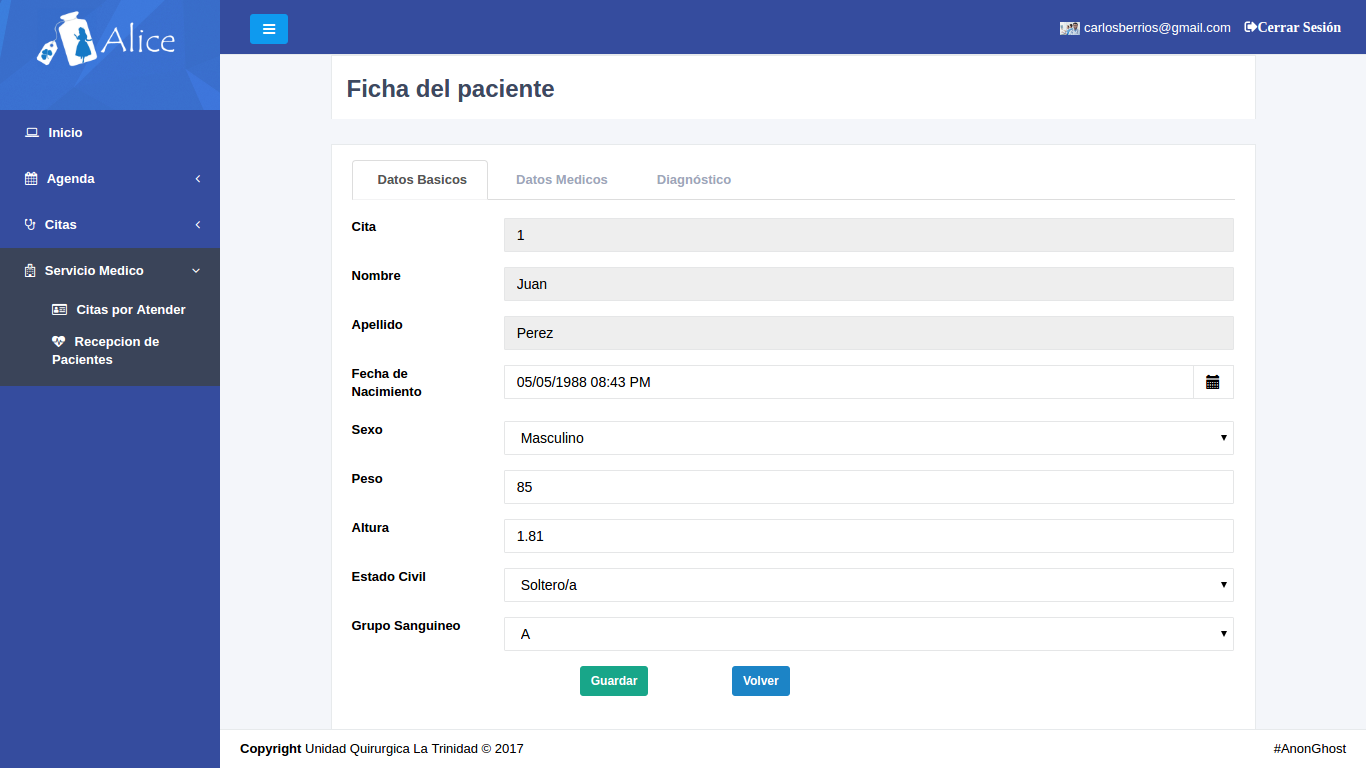 Alice
carlosberrios@gmail.com Cerrar Sesión
Inicio
Agenda
Citas
Servicio Medico
Citas por Atender
Recepcion de
Pacientes
Ficha del paciente
Datos Basicos Datos Medicos Diagnóstico
Cita 1
Nombre Juan
Apellido Perez
Fecha de
Nacimiento
05/05/1988 08:43 PM
Sexo Masculino
Peso 85
Altura 1.81
Estado Civil Soltero/a
Grupo Sanguineo A
Guardar Volver
Copyright Unidad Quirurgica La Trinidad © 2017 #AnonGhost